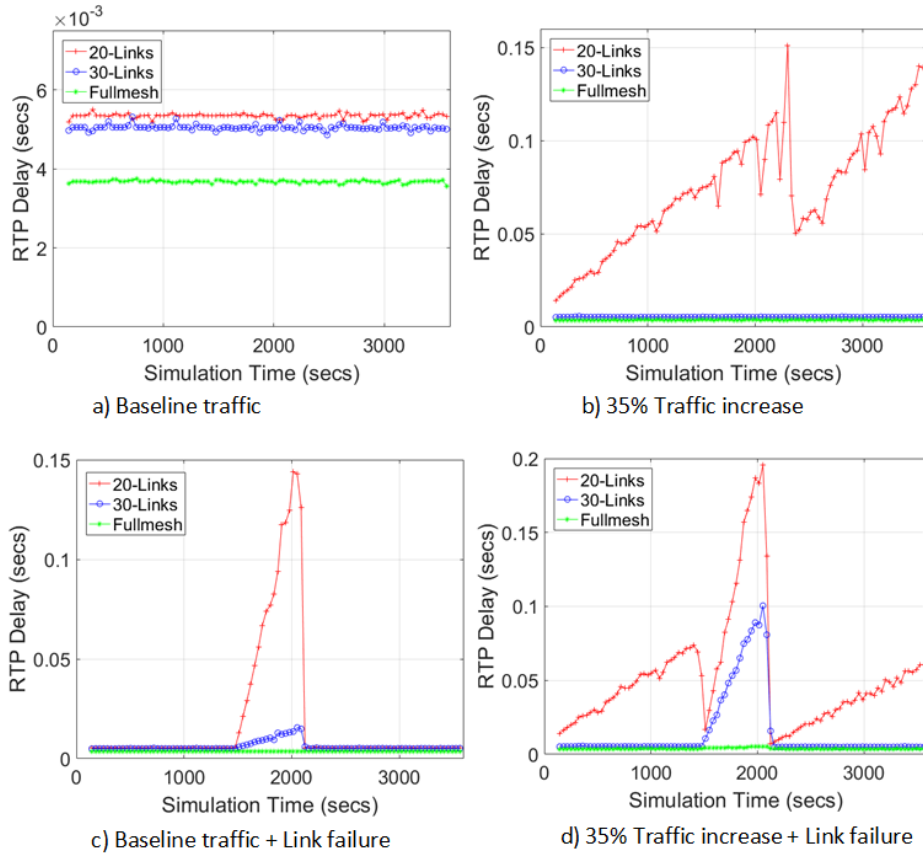 ×10⁻³
20-Links
30-Links
Fullmesh
RTP Delay (secs)
6
4
2
0
0
1000
2000
3000
Simulation Time (secs)
a) Baseline traffic
20-Links
30-Links
Fullmesh
RTP Delay (secs)
0.15
0.1
0.05
0
0
1000
2000
3000
Simulation Time (secs)
b) 35% Traffic increase
20-Links
30-Links
Fullmesh
RTP Delay (secs)
0.15
0.1
0.05
0
0
1000
2000
3000
Simulation Time (secs)
c) Baseline traffic + Link failure
20-Links
30-Links
Fullmesh
RTP Delay (secs)
0.2
0.15
0.1
0.05
0
0
1000
2000
3000
Simulation Time (secs)
d) 35% Traffic increase + Link failure